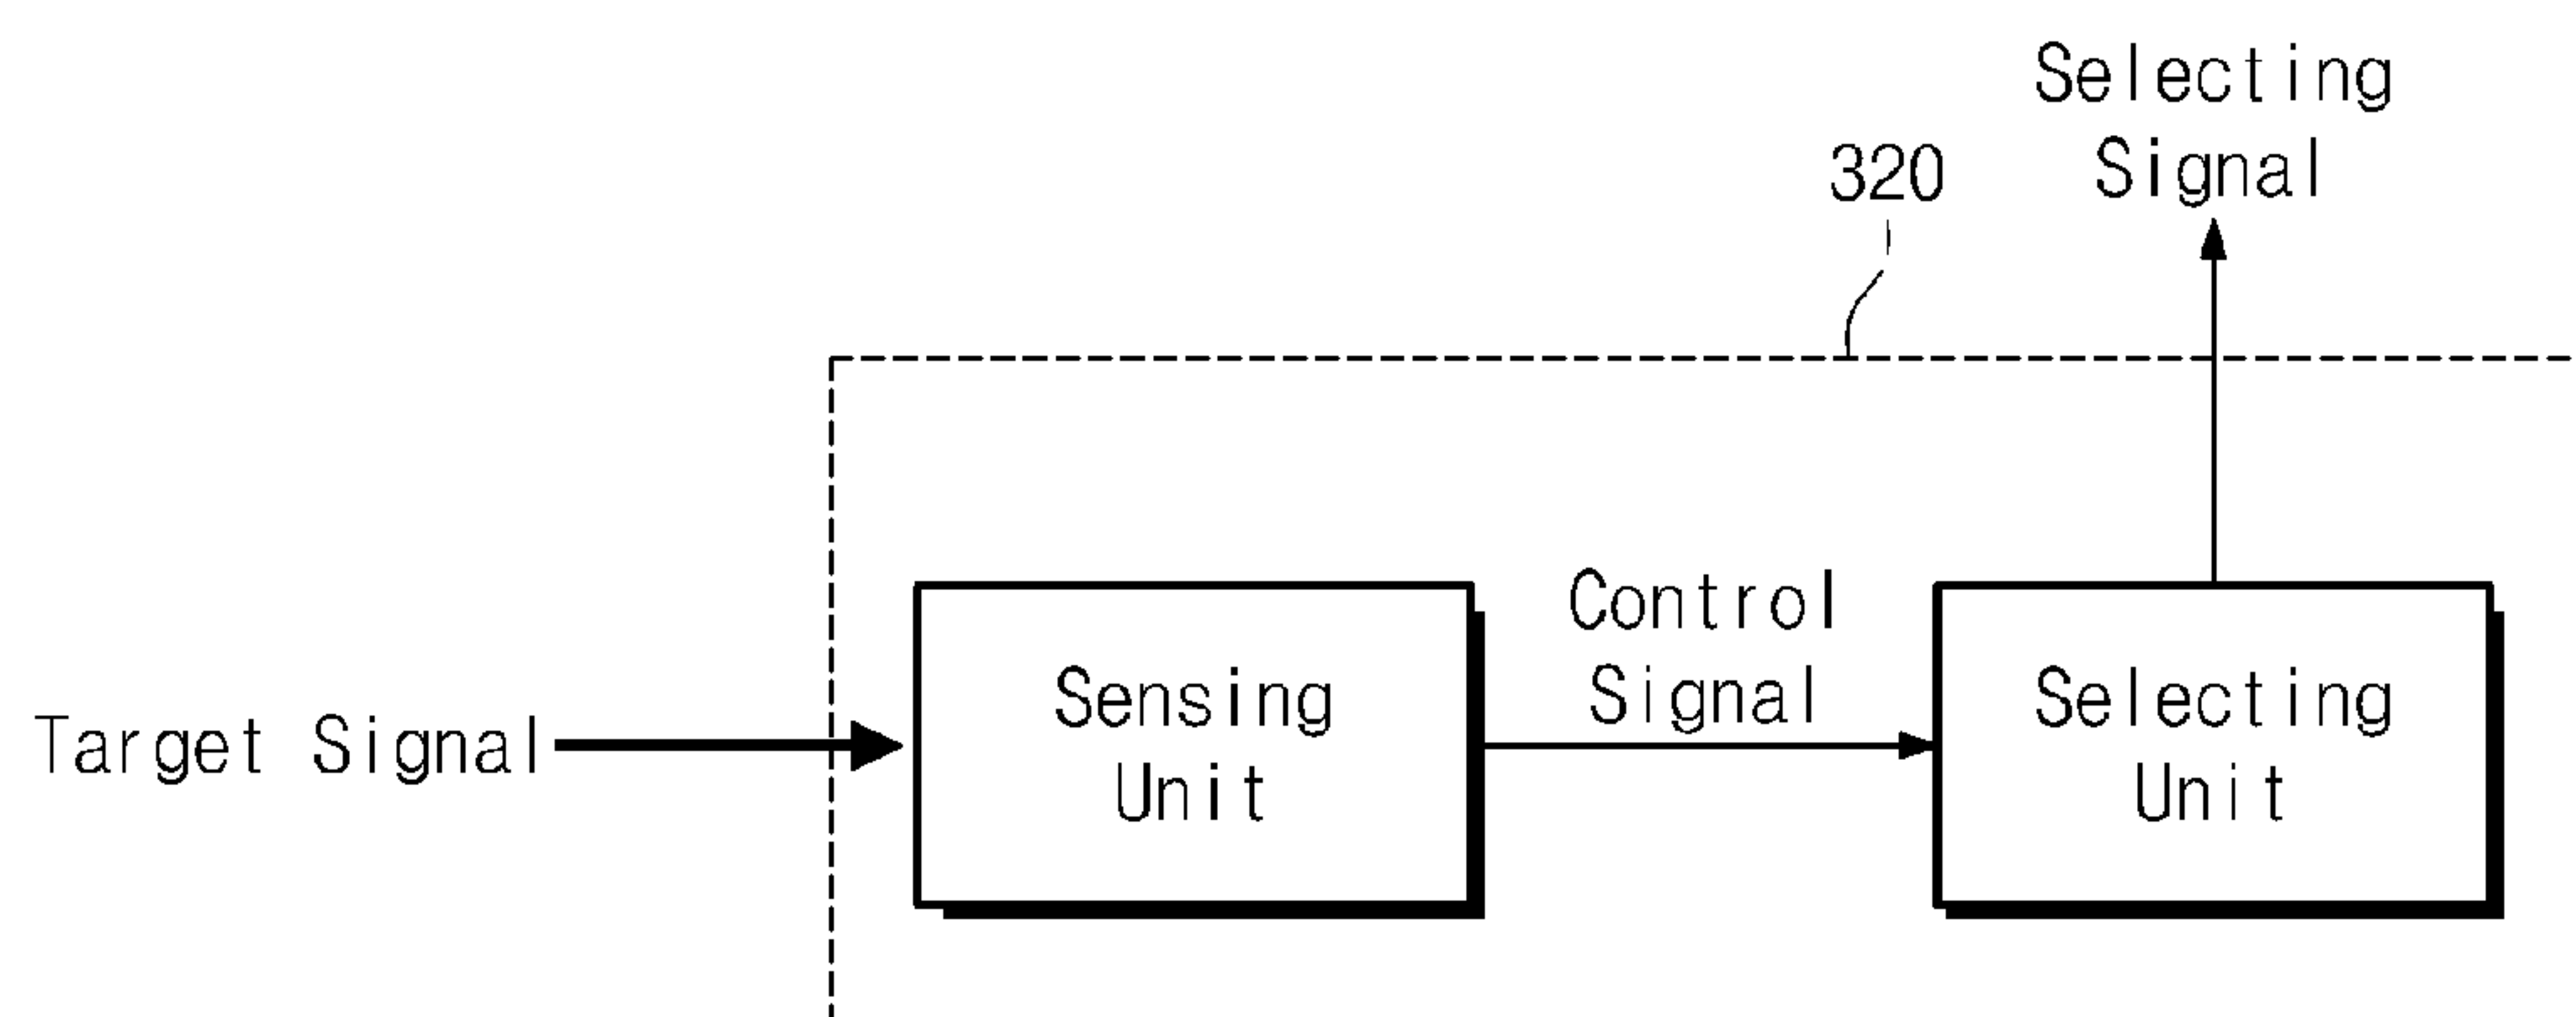 Selecting
Signal
320
Control
Signal
Sensing
Unit
Selecting
Unit
Target Signal